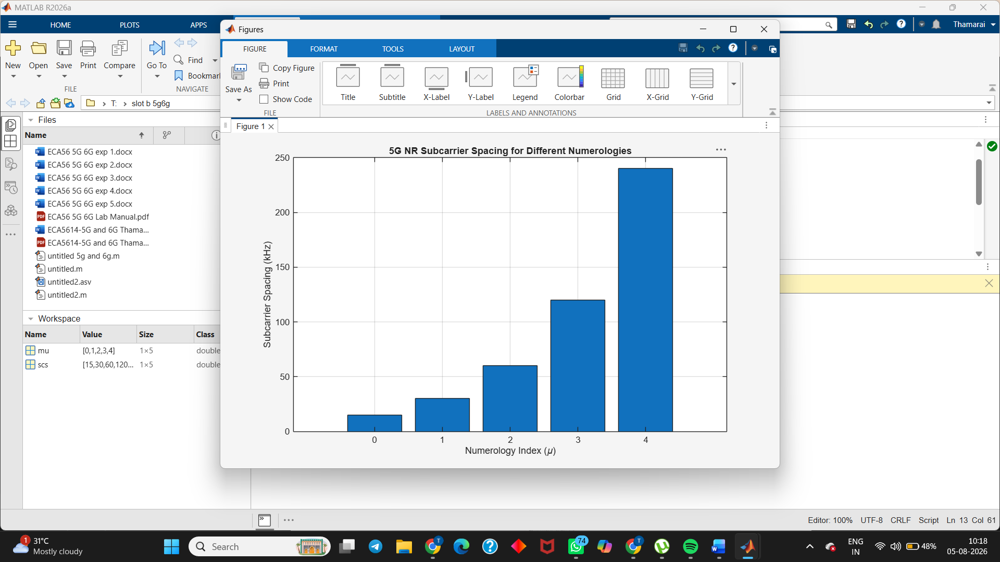 MATLAB R2026a
HOME PLOTS APPS
Thamarai
New Open Save Print Compare Go To Find
Bookmark
FILE NAVIGATE
T: slot b 5g6g
Files
Name
ECA56 5G 6G exp 1.docx
ECA56 5G 6G exp 2.docx
ECA56 5G 6G exp 3.docx
ECA56 5G 6G exp 4.docx
ECA56 5G 6G exp 5.docx
ECA56 5G 6G Lab Manual.pdf
ECA5614-5G and 6G Thama...
ECA5614-5G and 6G Thama...
untitled 5g and 6g.m
untitled.m
untitled2.asv
untitled2.m
Workspace
Name Value Size Class
mu [0,1,2,3,4] 1×5 double
scs [15,30,60,120... 1×5 double
Figures
FIGURE FORMAT TOOLS LAYOUT
Save As
Copy Figure
Print
Show Code
FILE
Title Subtitle X-Label Y-Label Legend Colorbar Grid X-Grid Y-Grid
LABELS AND ANNOTATIONS
Figure 1
5G NR Subcarrier Spacing for Different Numerologies
250
200
150
100
50
0
Subcarrier Spacing (kHz)
0 1 2 3 4
Numerology Index (μ)
Editor: 100% UTF-8 CRLF Script Ln 13 Col 61
1
31°C
Mostly cloudy
Search
T
74
T
ENG
IN
48%
10:18
05-08-2026